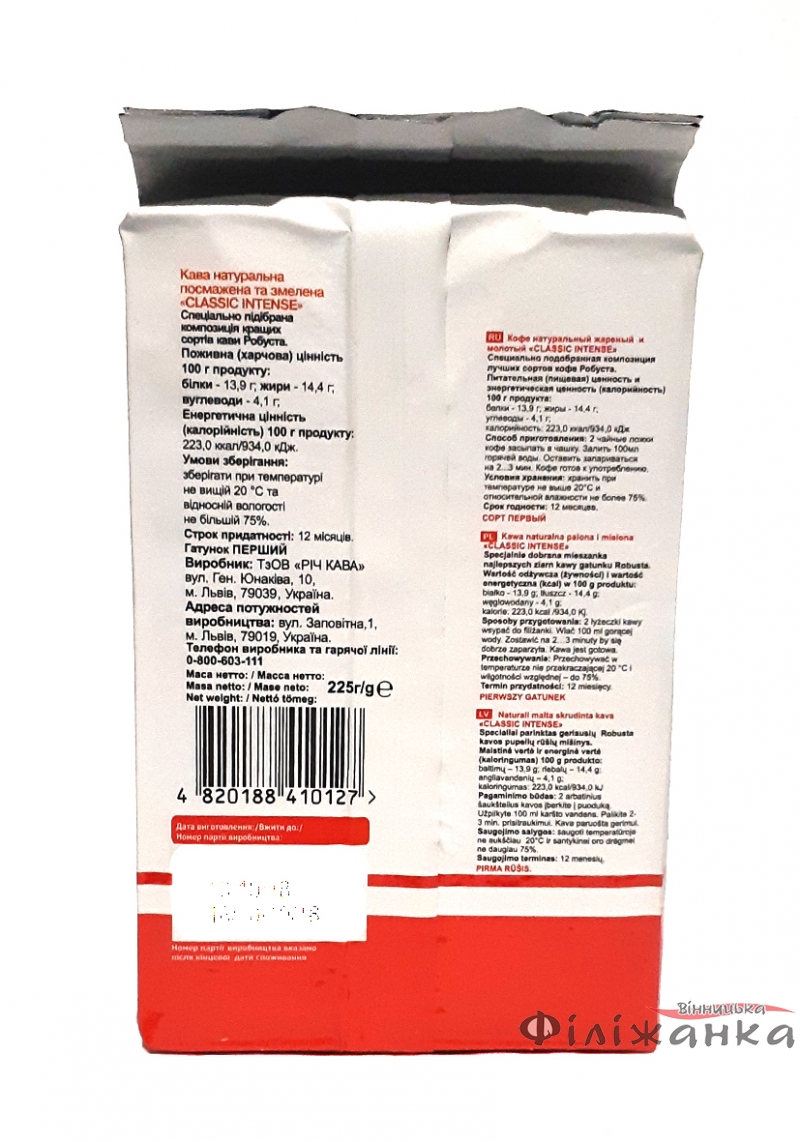 Кава натуральна
посмажена та змелена
«CLASSIC INTENSE»
Спеціально підібрана
композиція кращих
сортів кави Робуста.
Поживна (харчова) цінність
100 г продукту:
білки - 13,9 г; жири - 14,4 г;
вуглеводи - 4,1 г;
Енергетична цінність
(калорійність) 100 г продукту:
223,0 ккал/934,0 кДж.
Умови зберігання:
зберігати при температурі
не вищій 20 °С та
відносній вологості
не більшій 75%.
Строк придатності: 12 місяців.
Гатунок ПЕРШИЙ
Виробник: ТзОВ «РІЧ КАВА»
вул. Ген. Юнаківа, 10,
м. Львів, 79039, Україна.
Адреса потужностей
виробництва: вул. Заповітна,1,
м. Львів, 79019, Україна.
Телефон виробника та гарячої лінії:
0-800-603-111
Маса нетто: / Масса нетто:
Masa netto: / Mase neto:
Net weight: / Nettó tömeg:
225г/g℮
4 820188 410127 >
Дата виготовлення:/Вжити до:/
Номер партії виробництва:
Номер партії виробництва вказано
після кінцевої дати споживання
RU Кофе натуральный жареный и
молотый «CLASSIC INTENSE»
Специально подобранная композиция
лучших сортов кофе Робуста.
Питательная (пищевая) ценность и
энергетическая ценность (калорийность)
100 г продукта:
белки - 13,9 г; жиры - 14,4 г;
углеводы - 4,1 г;
калорийность: 223,0 ккал/934,0 кДж
Способ приготовления: 2 чайные ложки
кофе засыпать в чашку. Залить 100мл
горячей воды. Оставить запариваться
на 2...3 мин. Кофе готов к употреблению.
Условия хранения: хранить при
температуре не выше 20°С и
относительной влажности не более 75%.
Срок годности: 12 месяцев.
СОРТ ПЕРВЫЙ
PL Kawa naturalna palona i mielona
«CLASSIC INTENSE»
Specjalnie dobrana mieszanka
najlepszych ziarn kawy gatunku Robusta.
Wartość odżywcza (żywności) i wartość
energetyczna (kcal) w 100 g produktu:
białko - 13,9 g; tłuszcz - 14,4 g;
węglowodany - 4,1 g;
kalorie: 223,0 kcal /934,0 Kj.
Sposoby przygotowania: 2 łyżeczki kawy
wsypać do filiżanki. Wlać 100 ml gorącej
wody. Zostawić na 2...3 minuty by się
dobrze zaparzyła. Kawa jest gotowa.
Przechowywanie: Przechowywać w
temperaturze nie przekraczającej 20 °C i
wilgotności względnej – do 75%.
Termin przydatności: 12 miesięcy.
PIERWSZY GATUNEK
LV Naturali malta skrudinta kava
«CLASSIC INTENSE»
Specialiai parinktas geriausių Robusta
kavos pupelių rūšių mišinys.
Maistinė vertė ir energinė vertė
(kaloringumas) 100 g produkto:
baltimų – 13,9 g; riebalų – 14,4 g;
angliavandenių – 4,1 g;
kaloringumas: 223,0 kcal/934,0 kJ
Pagaminimo būdas: 2 arbatinius
šaukštelius kavos įberkite į puoduką.
Užpilkyte 100 ml karšto vandens. Palikite 2-
3 min. prisitraukimui. Kava paruošta gerimui.
Saugojimo salygos: saugoti temperatūroje
ne aukščiau 20°C ir santykinei oro drėgmei
ne daugiau 75%.
Saugojimo terminas: 12 menesių.
PIRMA RŪŠIS.
Вінницька
Філіжанка